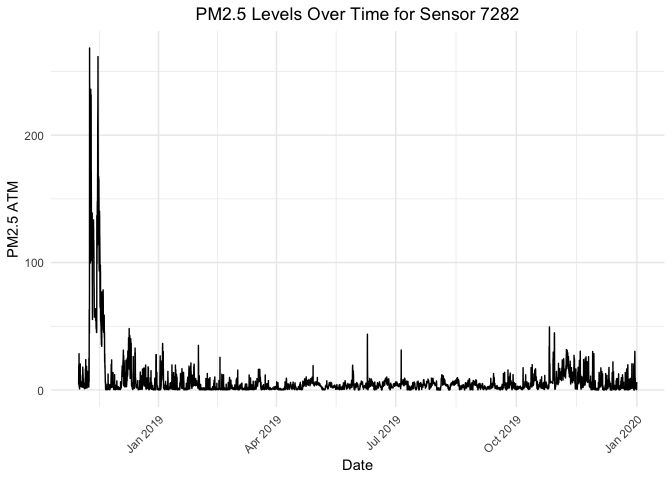 PM2.5 Levels Over Time for Sensor 7282
PM2.5 ATM
200
100
0
Jan 2019
Apr 2019
Jul 2019
Oct 2019
Jan 2020
Date